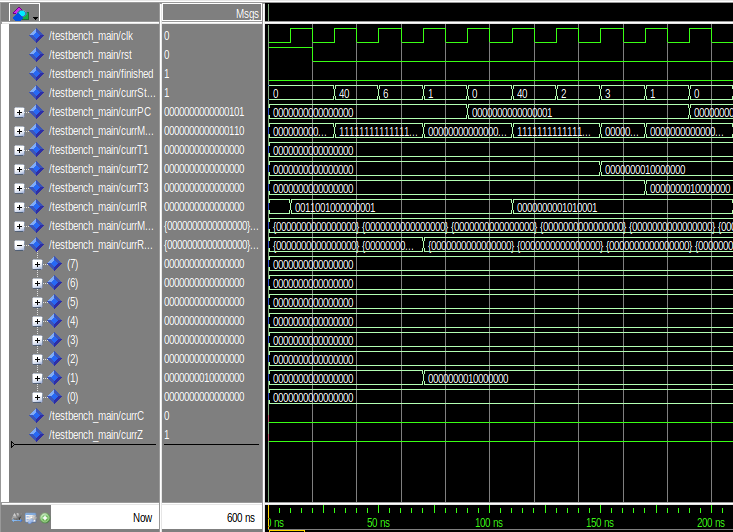 Msgs
/testbench_main/clk 0
/testbench_main/rst 0
/testbench_main/finished 1
/testbench_main/currSt... 1 0 40 6 1 0 40 2 3 1 0
/testbench_main/currPC 0000000000000101 0000000000000000 0000000000000001 0000000...
/testbench_main/currM... 0000000000000110 000000000... 11111111111111... 00000000000000... 1111111111111... 00000... 0000000000000...
/testbench_main/currT1 0000000000000000 0000000000000000
/testbench_main/currT2 0000000000000000 0000000000000000 0000000010000000
/testbench_main/currT3 0000000000000000 0000000000000000 0000000010000000
/testbench_main/currIR 0000000000000000 0011001000000001 0000000001010001
/testbench_main/currM... {0000000000000000}... {0000000000000000} {0000000000000000} {0000000000000000} {0000000000000000} {0000000000000000} {0000
/testbench_main/currR... {0000000000000000}... {0000000000000000} {00000000... {0000000000000000} {0000000000000000} {0000000000000000} {0000000
(7) 0000000000000000 0000000000000000
(6) 0000000000000000 0000000000000000
(5) 0000000000000000 0000000000000000
(4) 0000000000000000 0000000000000000
(3) 0000000000000000 0000000000000000
(2) 0000000000000000 0000000000000000
(1) 0000000010000000 0000000000000000 0000000010000000
(0) 0000000000000000 0000000000000000
/testbench_main/currC 0
/testbench_main/currZ 1
Now 600 ns 0 ns 50 ns 100 ns 150 ns 200 ns